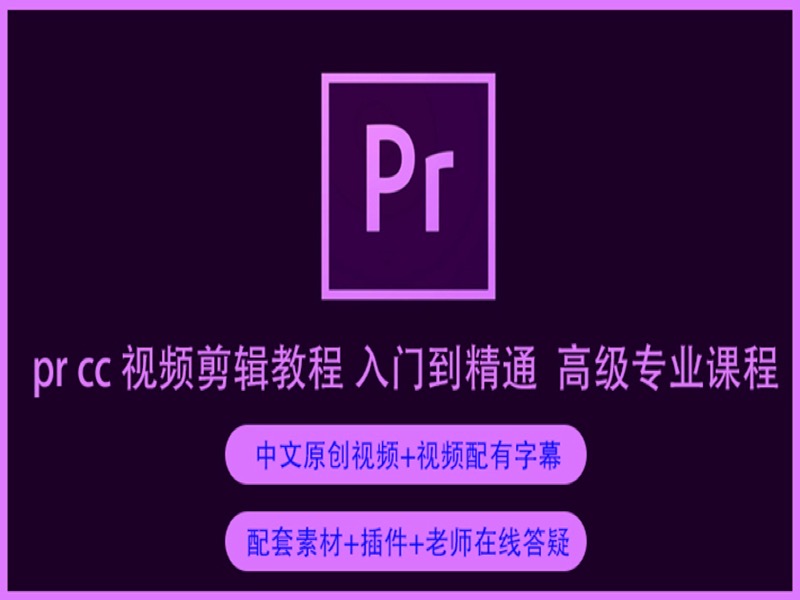 Pr
pr cc 视频剪辑教程 入门到精通 高级专业课程
中文原创视频+视频配有字幕
配套素材+插件+老师在线答疑